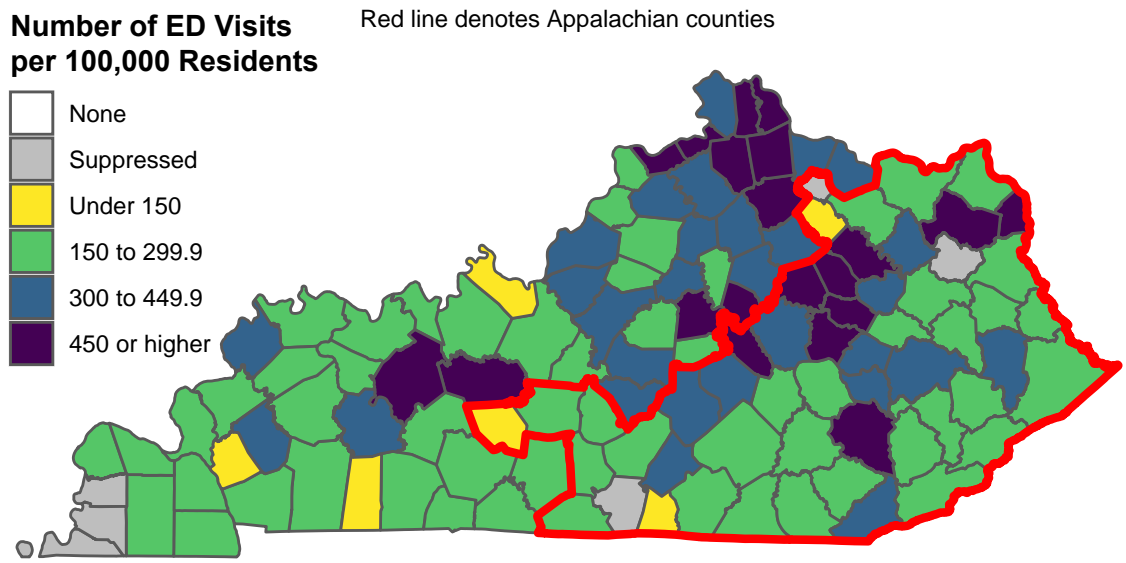 Number of ED Visits
per 100,000 Residents
Red line denotes Appalachian counties
None
Suppressed
Under 150
150 to 299.9
300 to 449.9
450 or higher